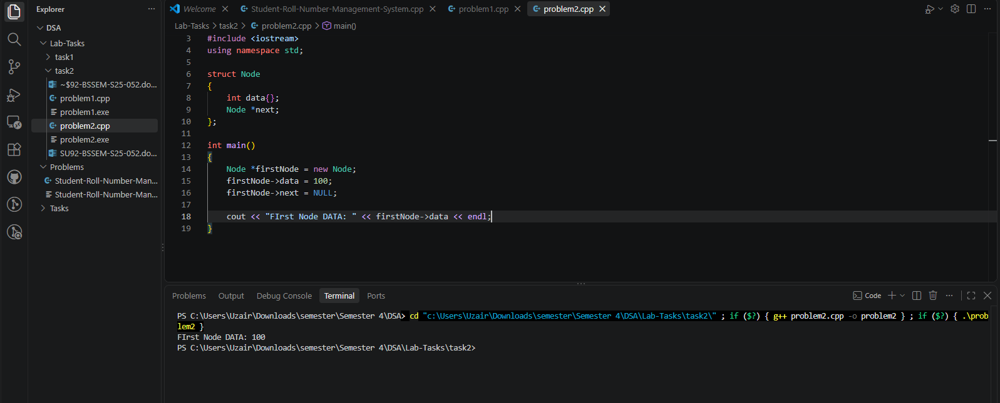 Explorer
DSA
Lab-Tasks
task1
task2
~$92-BSSEM-S25-052.do...
problem1.cpp
problem1.exe
problem2.cpp
problem2.exe
SU92-BSSEM-S25-052.do...
Problems
Student-Roll-Number-Man...
Student-Roll-Number-Man...
Tasks
Welcome
Student-Roll-Number-Management-System.cpp
problem1.cpp
problem2.cpp
Lab-Tasks > task2 > problem2.cpp > main()
3 #include <iostream>
4 using namespace std;
5
6 struct Node
7 {
8     int data{};
9     Node *next;
10 };
11
12 int main()
13 {
14     Node *firstNode = new Node;
15     firstNode->data = 100;
16     firstNode->next = NULL;
17
18     cout << "FIrst Node DATA: " << firstNode->data << endl;
19 }
Problems Output Debug Console Terminal Ports
Code
PS C:\Users\Uzair\Downloads\semester\Semester 4\DSA> cd "c:\Users\Uzair\Downloads\semester\Semester 4\DSA\Lab-Tasks\task2\" ; if ($?) { g++ problem2.cpp -o problem2 } ; if ($?) { .\prob
lem2 }
FIrst Node DATA: 100
PS C:\Users\Uzair\Downloads\semester\Semester 4\DSA\Lab-Tasks\task2>